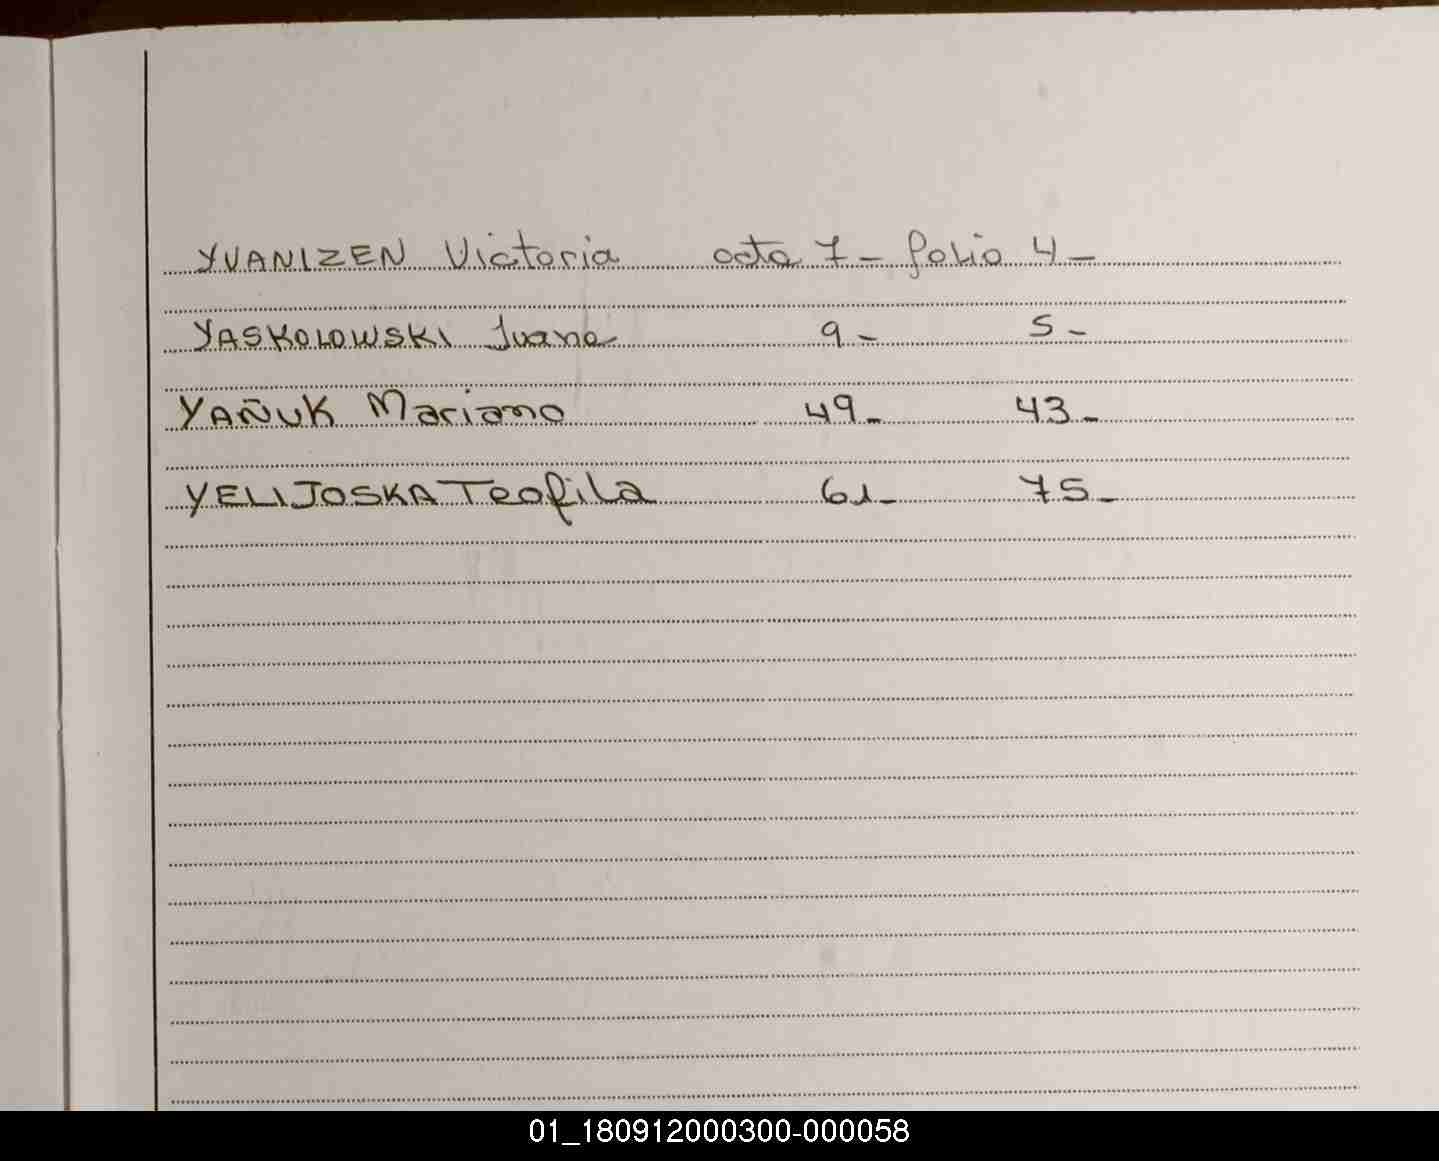 YVANIZEN Victoria acta 7 - folio 4 -
YASKOLOWSKI Juana 9 - 5 -
YAÑUK Mariano 49 - 43 -
YELIJOSKA Teofila 61 - 75 -
01_180912000300-000058